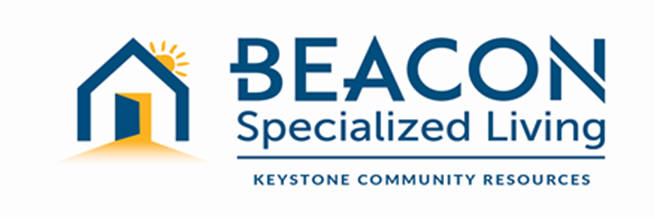 BEACON
Specialized Living
KEYSTONE COMMUNITY RESOURCES